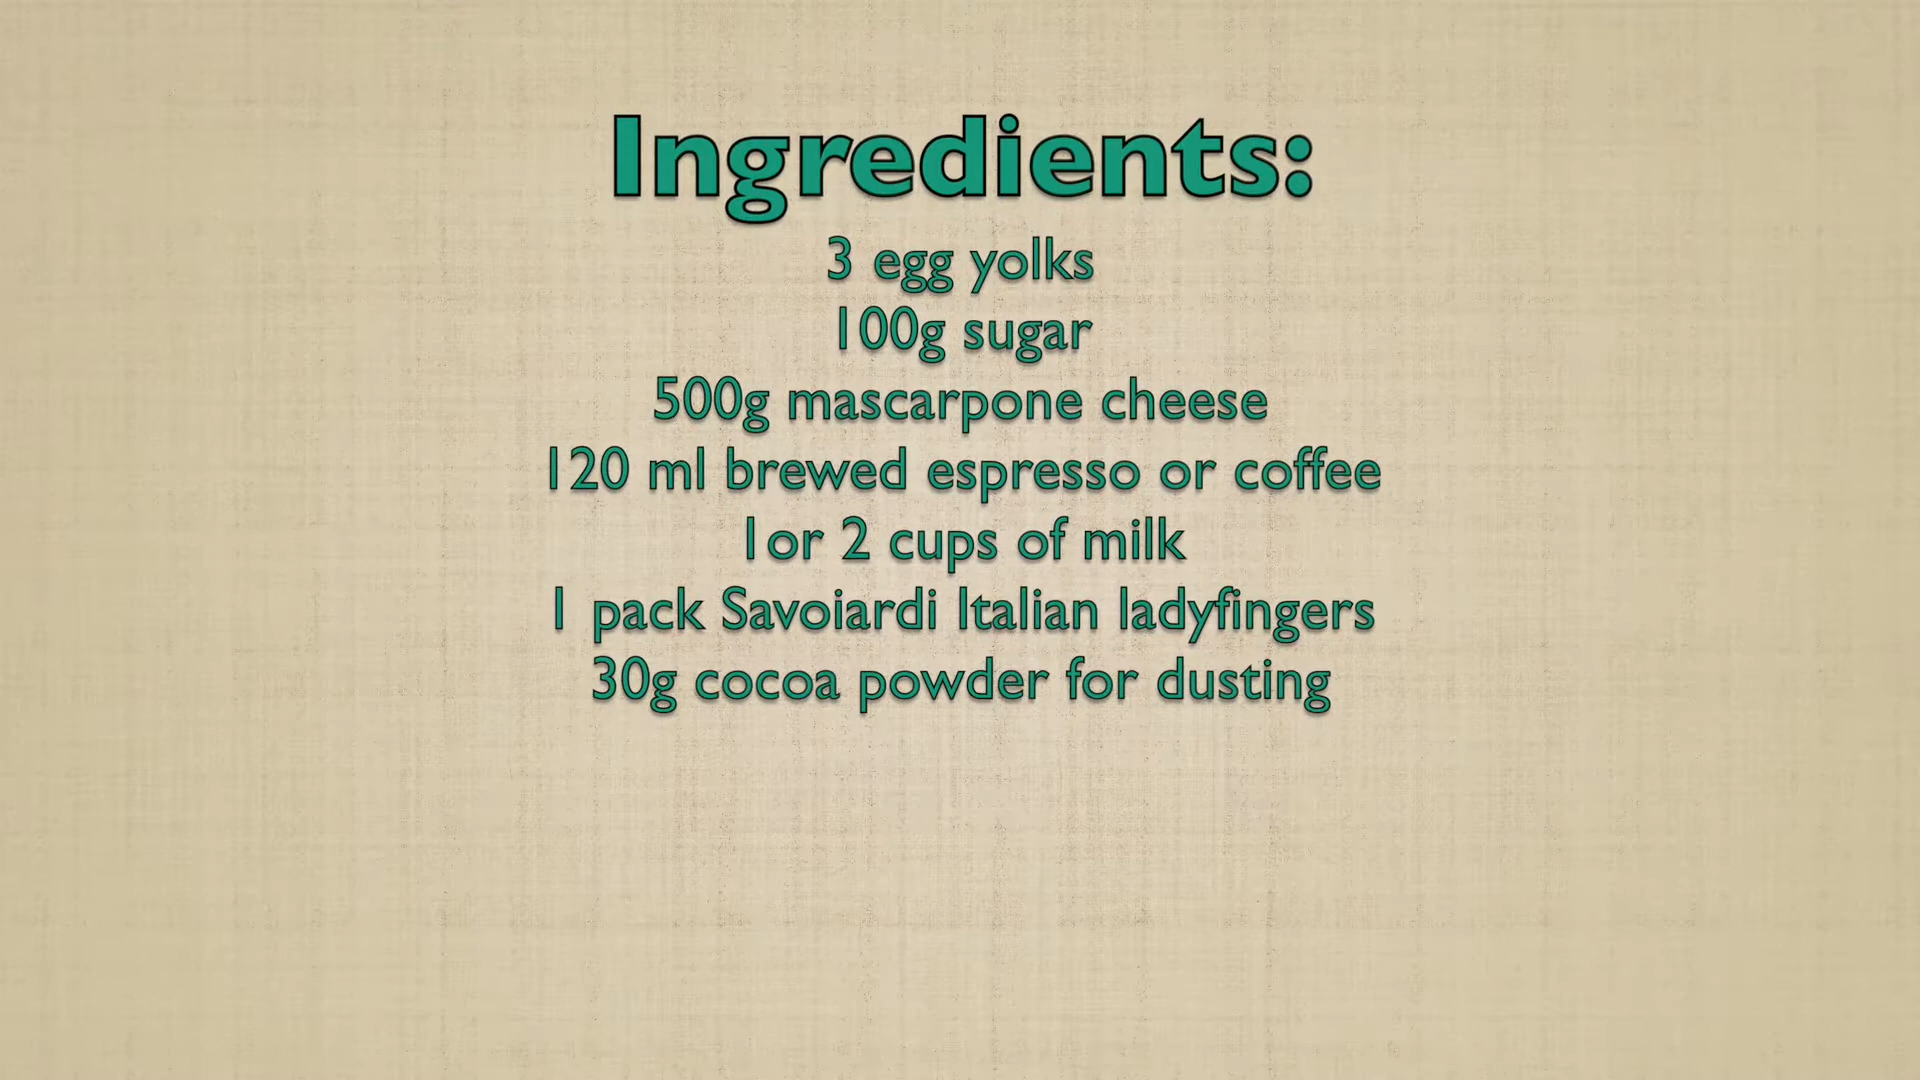 Ingredients:
3 egg yolks
100g sugar
500g mascarpone cheese
120 ml brewed espresso or coffee
1or 2 cups of milk
1 pack Savoiardi Italian ladyfingers
30g cocoa powder for dusting